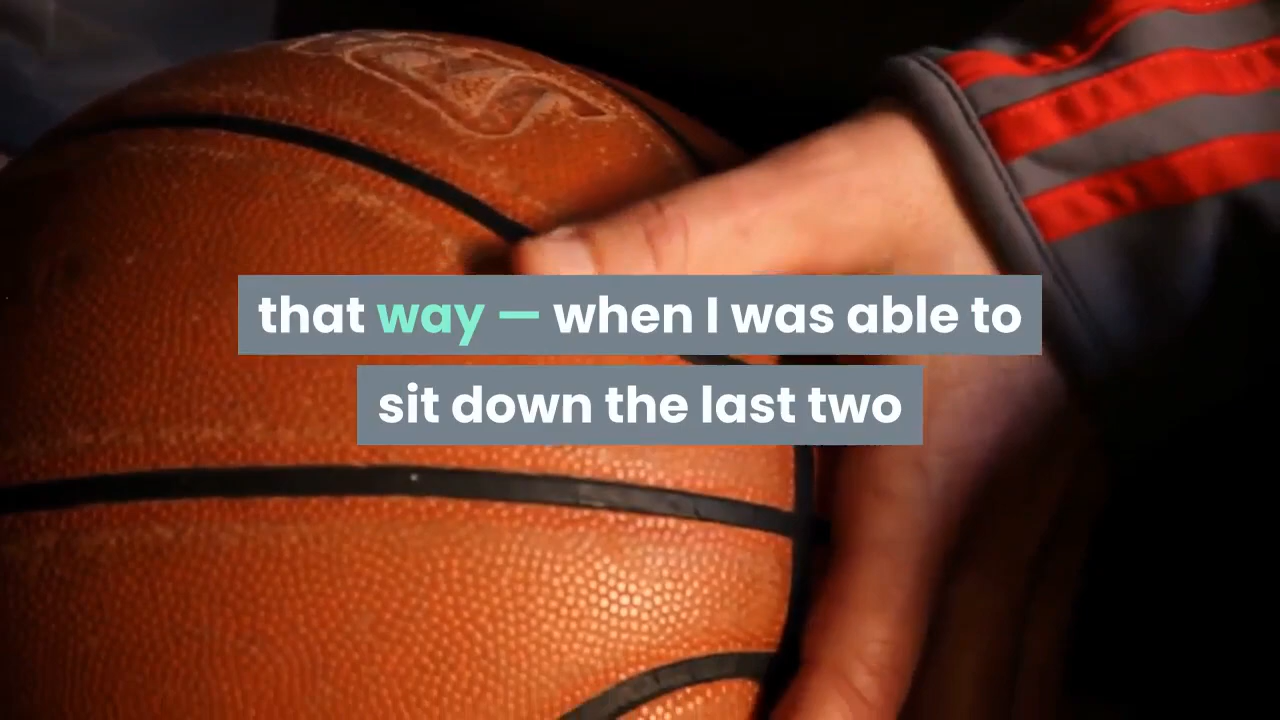 that way — when I was able to
sit down the last two